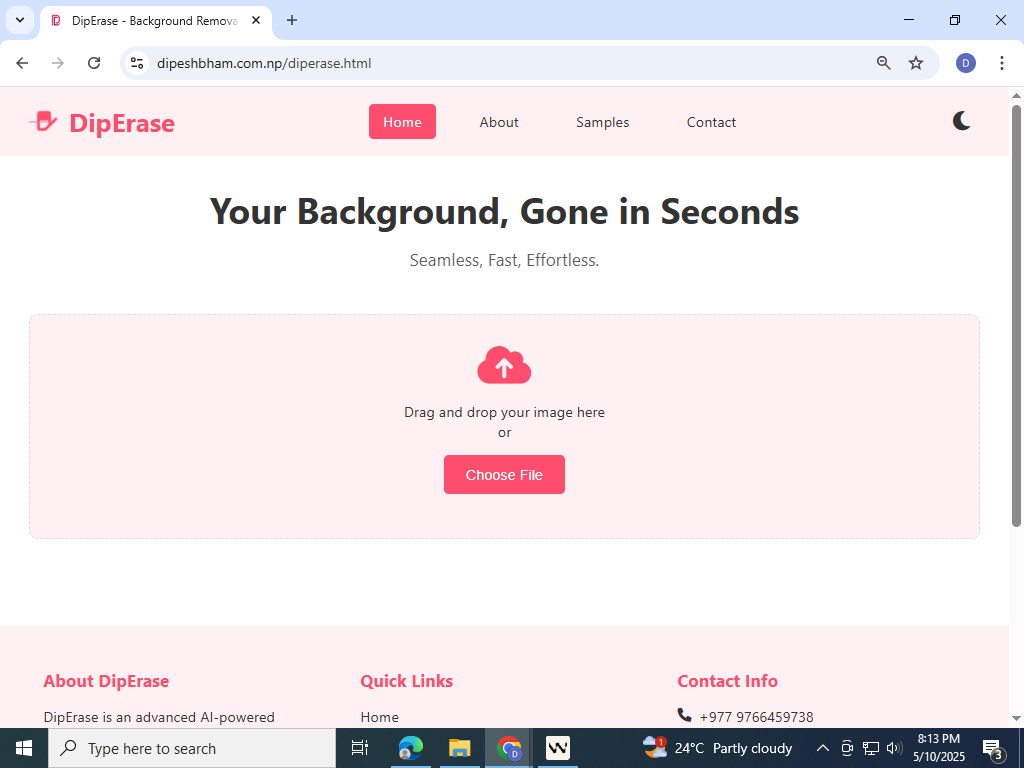 DipErase - Background Remova
dipeshbham.com.np/diperase.html
D
DipErase
Home
About
Samples
Contact
Your Background, Gone in Seconds
Seamless, Fast, Effortless.
Drag and drop your image here
or
Choose File
About DipErase
Quick Links
Contact Info
DipErase is an advanced AI-powered
Home
+977 9766459738
Type here to search
D
1
24°C Partly cloudy
8:13 PM
5/10/2025
3